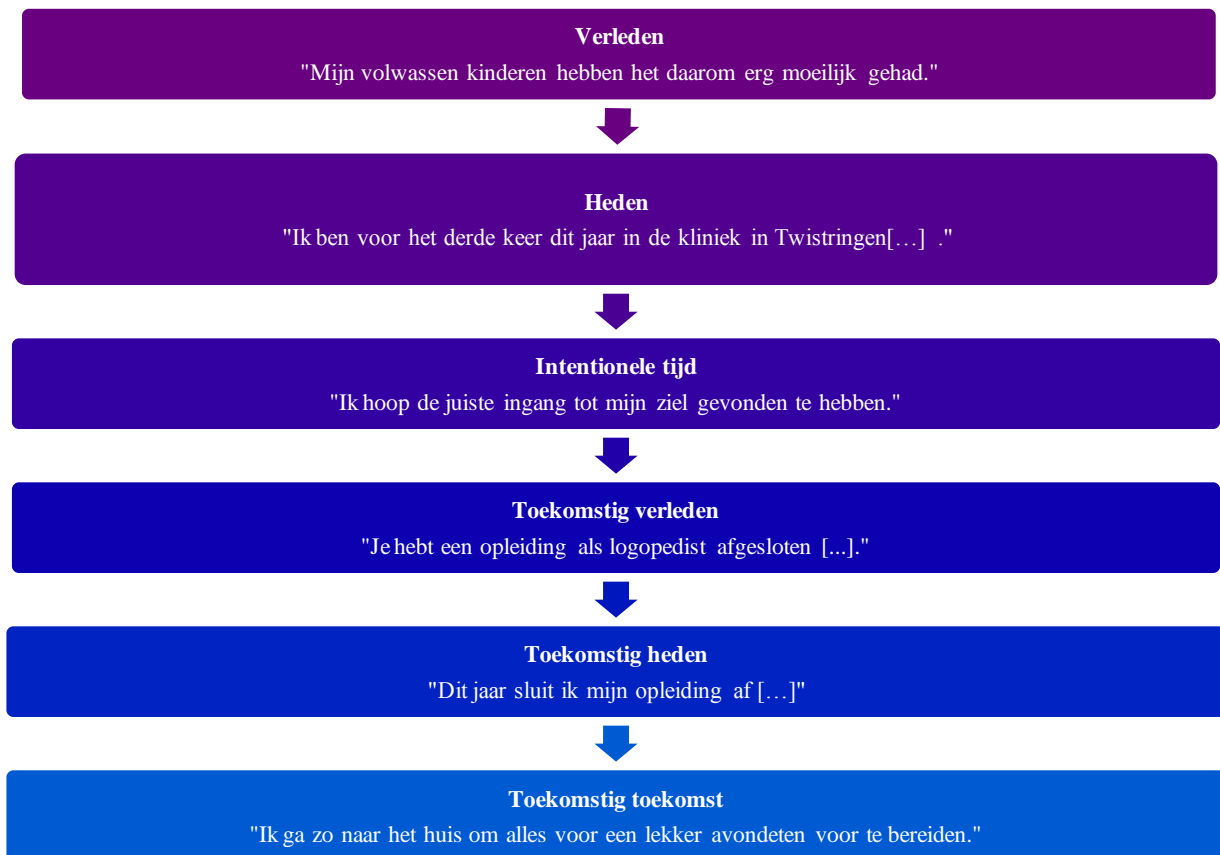 Verleden
"Mijn volwassen kinderen hebben het daarom erg moeilijk gehad."
Heden
"Ik ben voor het derde keer dit jaar in de kliniek in Twistringen[…] ."
Intentionele tijd
"Ik hoop de juiste ingang tot mijn ziel gevonden te hebben."
Toekomstig verleden
"Je hebt een opleiding als logopedist afgesloten [...]."
Toekomstig heden
"Dit jaar sluit ik mijn opleiding af […]"
Toekomstig toekomst
"Ik ga zo naar het huis om alles voor een lekker avondeten voor te bereiden."